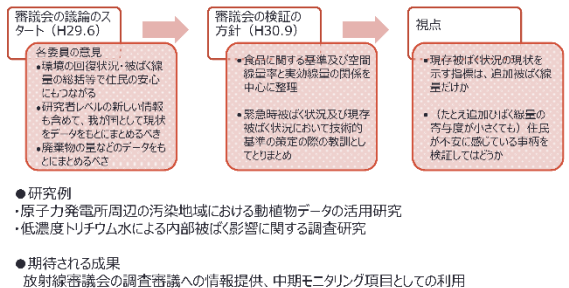 審議会の議論のス
タート（H29.6）
各委員の意見
●環境の回復状況・被ばく線
量の総括等で住民の安心
にもつながる
●研究者レベルの新しい情報
も含めて、我が国として現状
をデータをもとにまとめるべき
●廃棄物の量などのデータをも
とにまとめるべき
審議会の検証の
方針（H30.9）
●食品に関する基準及び空間
線量率と実効線量の関係を
中心に整理
●緊急時被ばく状況及び現存
被ばく状況において技術的
基準の策定の際の教訓とし
てとりまとめ
視点
●現存被ばく状況の現状を
示す指標は、追加被ばく線
量だけか
■（たとえ追加ひばく線量の
寄与度が小さくても）住民
が不安に感じている事柄を
検証してはどうか
●研究例
・原子力発電所周辺の汚染地域における動植物データの活用研究
・低濃度トリチウム水による内部被ばく影響に関する調査研究
●期待される成果
放射線審議会の調査審議への情報提供、中期モニタリング項目としての利用